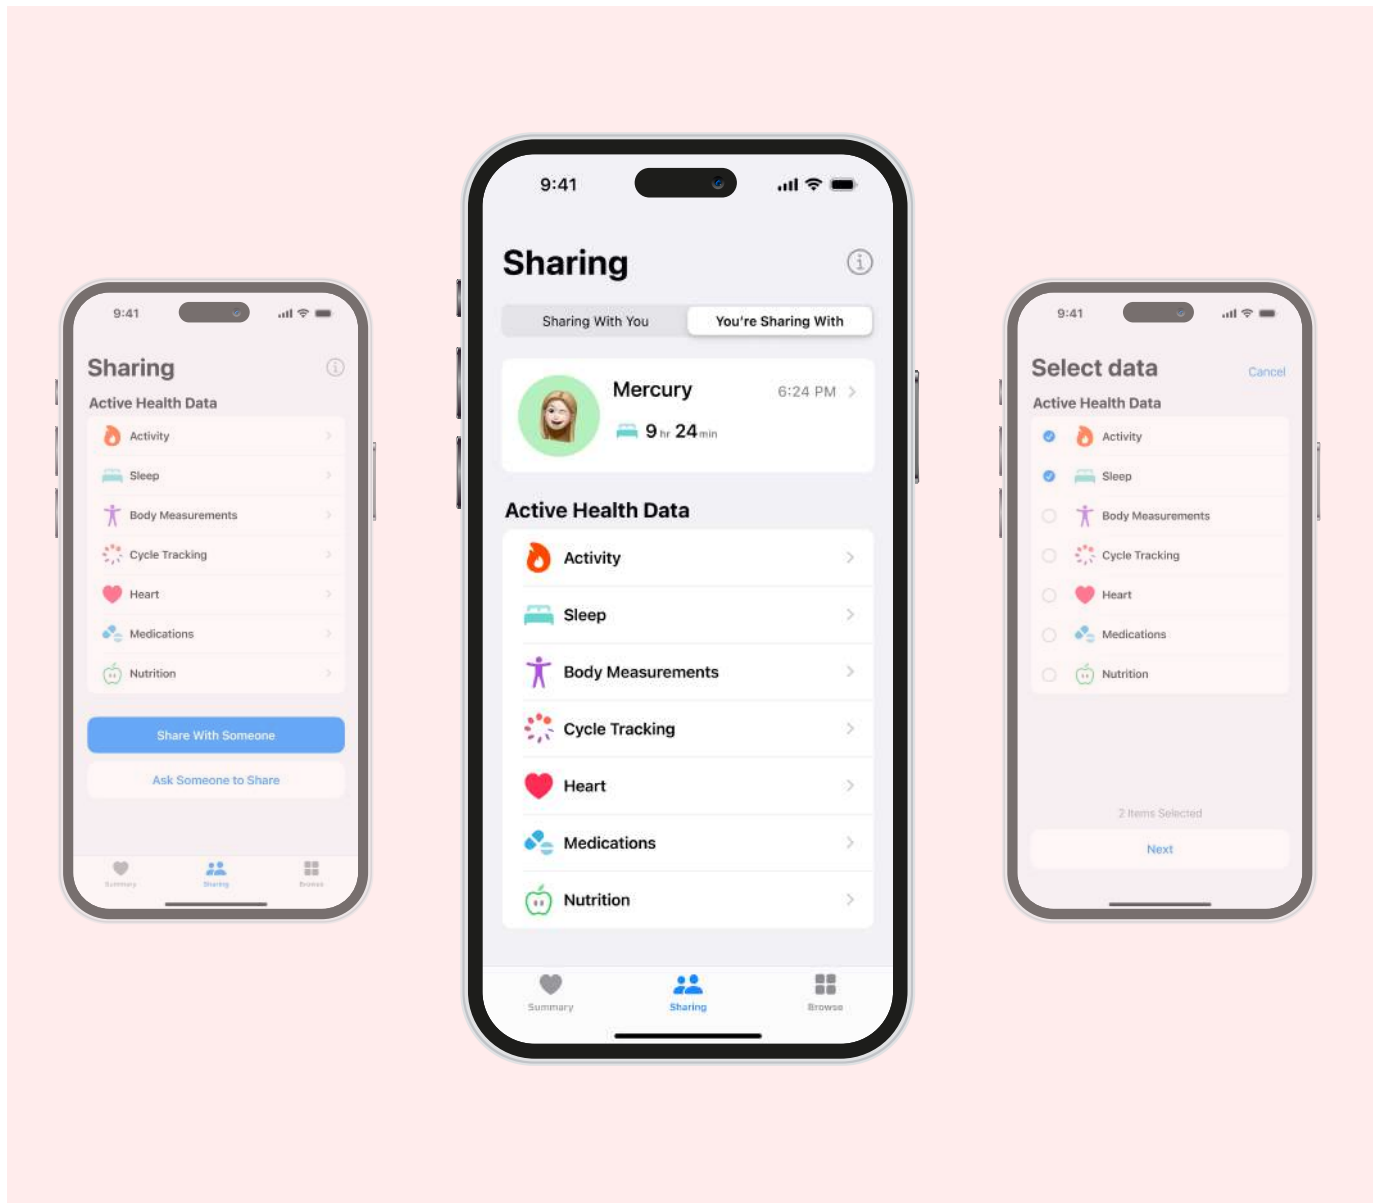 9:41
Sharing
Active Health Data
Activity
Sleep
Body Measurements
Cycle Tracking
Heart
Medications
Nutrition
Share With Someone
Ask Someone to Share
Summary
Sharing
Browse
9:41
Sharing
Sharing With You
You're Sharing With
Mercury
6:24 PM
9 hr 24 min
Active Health Data
Activity
Sleep
Body Measurements
Cycle Tracking
Heart
Medications
Nutrition
Summary
Sharing
Browse
9:41
Select data
Cancel
Active Health Data
Activity
Sleep
Body Measurements
Cycle Tracking
Heart
Medications
Nutrition
2 Items Selected
Next